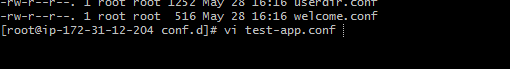 -rw-r--r--. 1 root root 1252 May 28 16:16 userdir.conf
-rw-r--r--. 1 root root  516 May 28 16:16 welcome.conf
[root@ip-172-31-12-204 conf.d]# vi test-app.conf